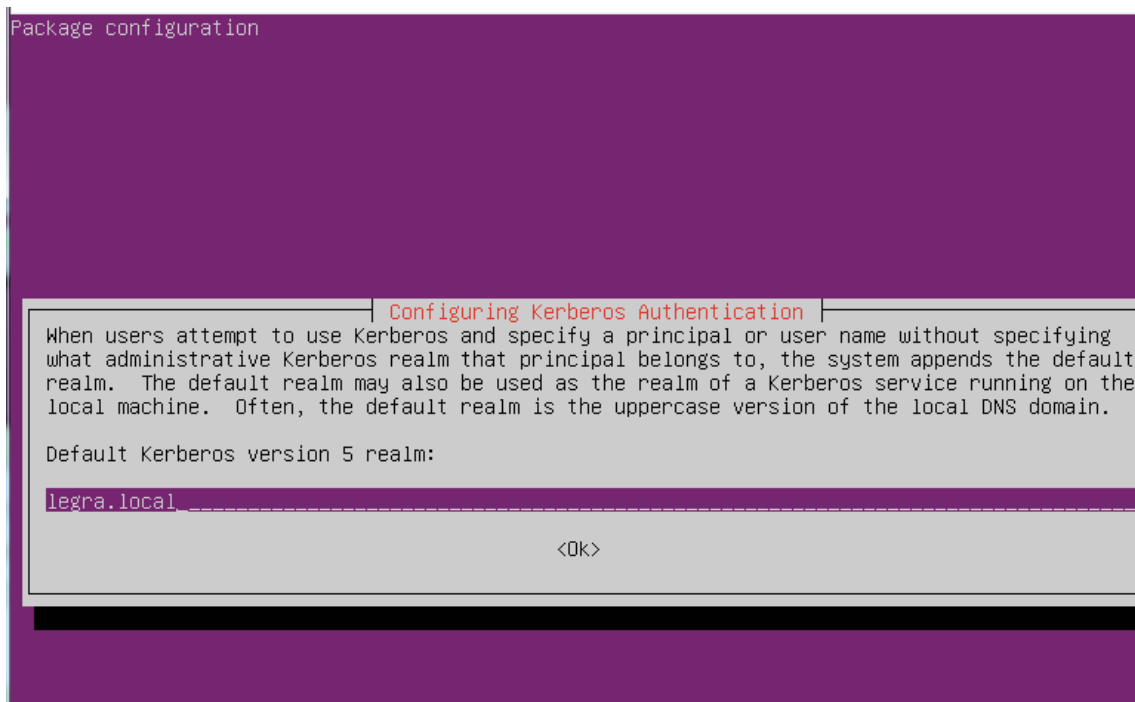 Package configuration
Configuring Kerberos Authentication
When users attempt to use Kerberos and specify a principal or user name without specifying
what administrative Kerberos realm that principal belongs to, the system appends the default
realm.  The default realm may also be used as the realm of a Kerberos service running on the
local machine.  Often, the default realm is the uppercase version of the local DNS domain.
Default Kerberos version 5 realm:
legra.local
<Ok>